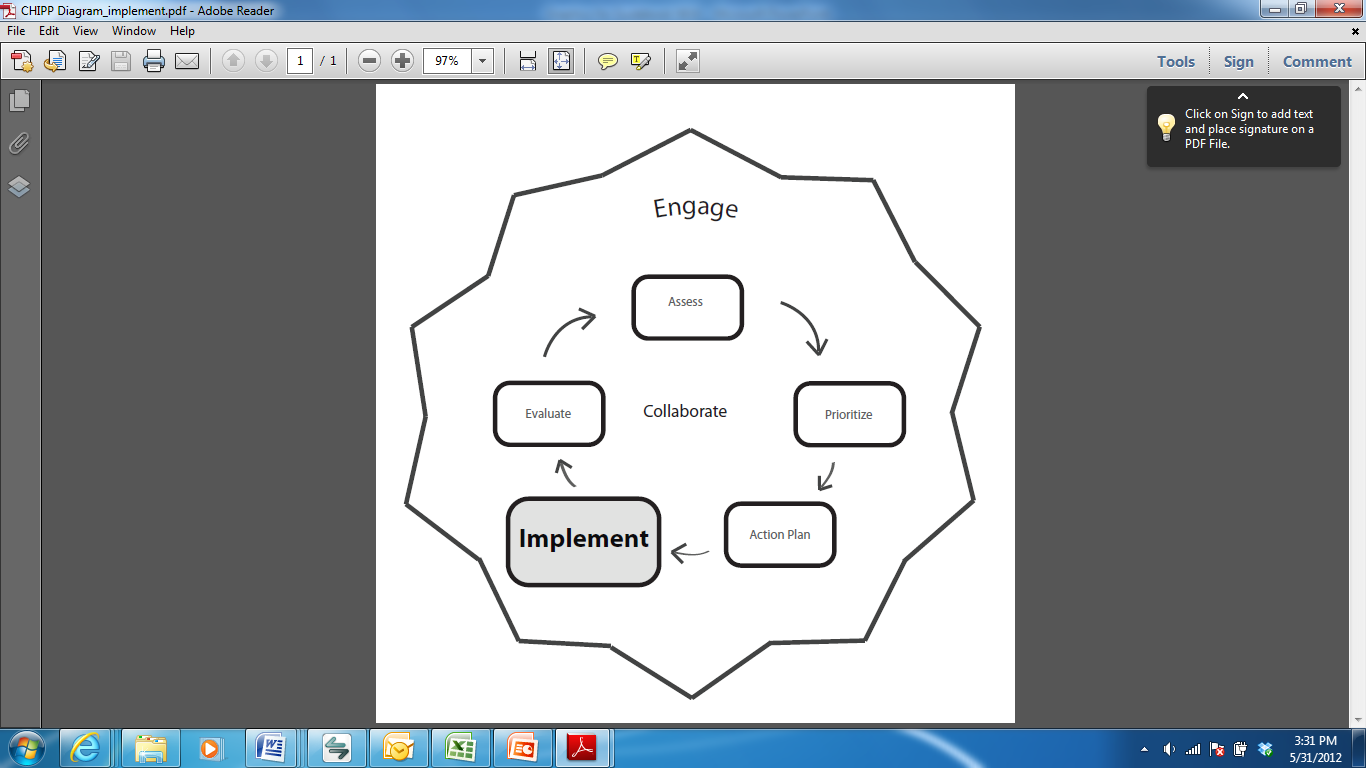 CHIPP Diagram_implement.pdf - Adobe Reader
File Edit View Window Help
1 / 1 97% Tools Sign Comment
Click on Sign to add text
and place signature on a
PDF File.
Engage
Assess
Evaluate Collaborate Prioritize
Implement Action Plan
3:31 PM
5/31/2012